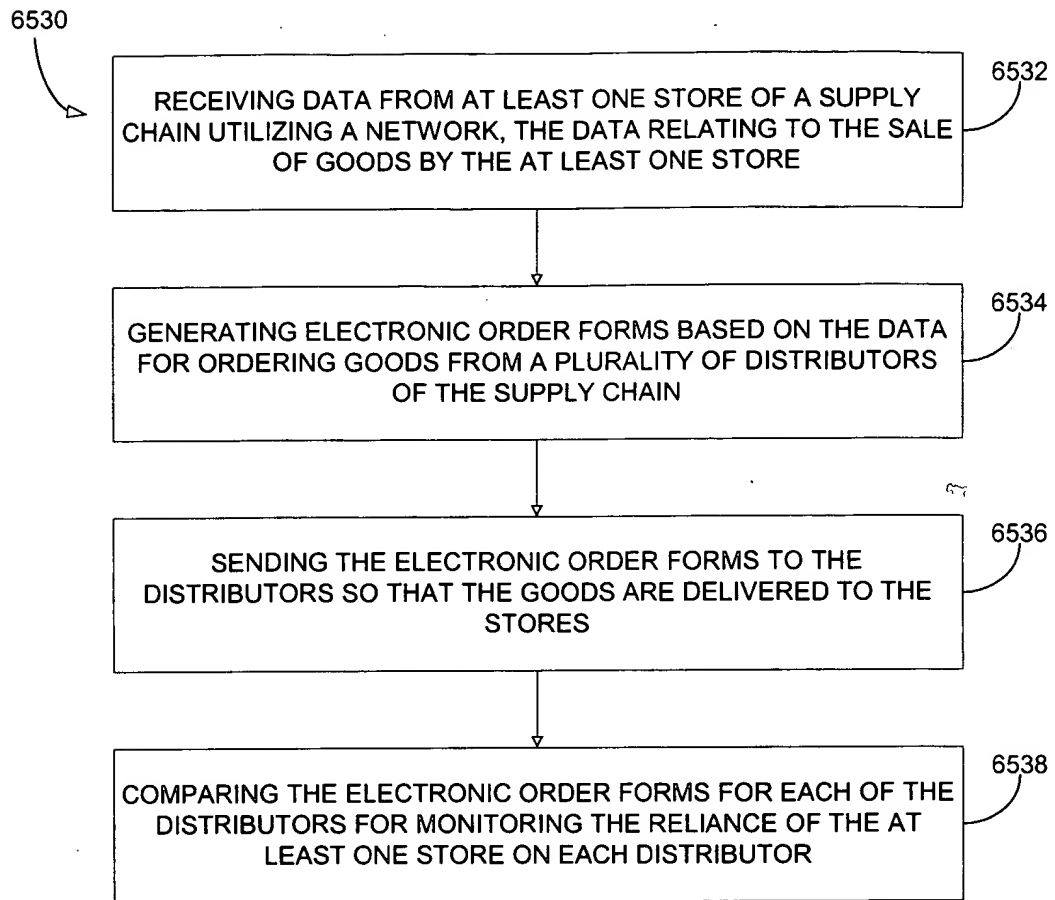 6530
6532
RECEIVING DATA FROM AT LEAST ONE STORE OF A SUPPLY
CHAIN UTILIZING A NETWORK, THE DATA RELATING TO THE SALE
OF GOODS BY THE AT LEAST ONE STORE
6534
GENERATING ELECTRONIC ORDER FORMS BASED ON THE DATA
FOR ORDERING GOODS FROM A PLURALITY OF DISTRIBUTORS
OF THE SUPPLY CHAIN
6536
SENDING THE ELECTRONIC ORDER FORMS TO THE
DISTRIBUTORS SO THAT THE GOODS ARE DELIVERED TO THE
STORES
6538
COMPARING THE ELECTRONIC ORDER FORMS FOR EACH OF THE
DISTRIBUTORS FOR MONITORING THE RELIANCE OF THE AT
LEAST ONE STORE ON EACH DISTRIBUTOR